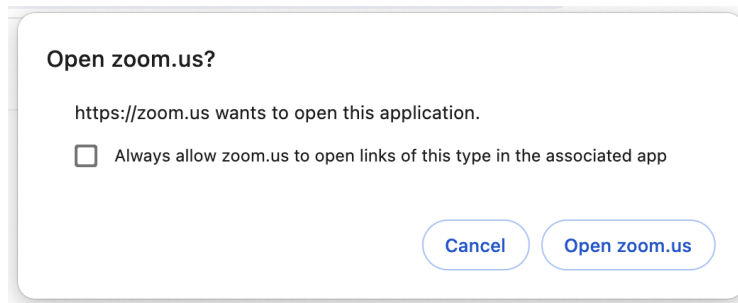 Open zoom.us?
https://zoom.us wants to open this application.
Always allow zoom.us to open links of this type in the associated app
Cancel
Open zoom.us